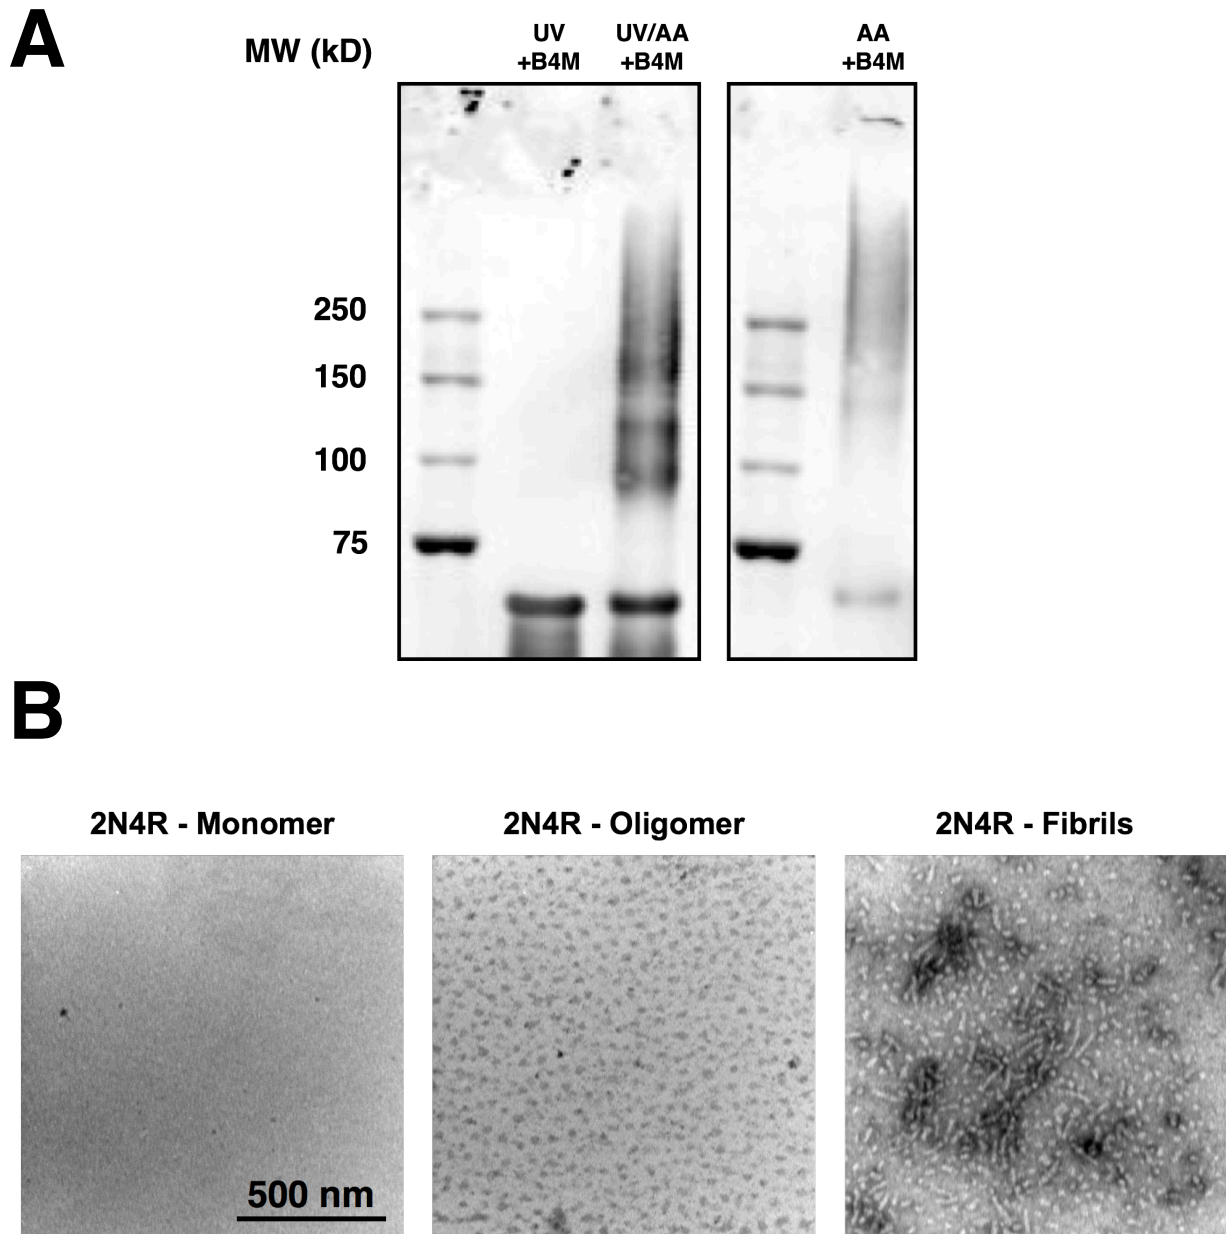 A
MW (kD)
UV
+B4M
UV/AA
+B4M
AA
+B4M
250
150
100
75
B
2N4R - Monomer
2N4R - Oligomer
2N4R - Fibrils
500 nm